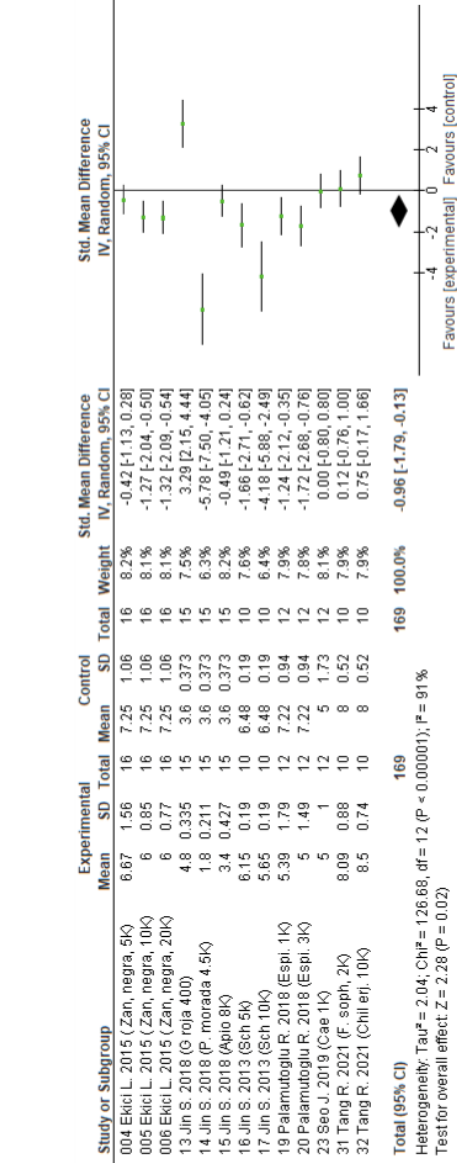 Experimental Control Std. Mean Difference Std. Mean Difference
Study or Subgroup Mean SD Total Mean SD Total Weight IV, Random, 95% CI IV, Random, 95% CI
004 Ekici L. 2015 ( Zan, negra, 5K) 6.67 1.56 16 7.25 1.06 16 8.2% -0.42 [-1.13, 0.28]
005 Ekici L. 2015 ( Zan, negra, 10K) 6 0.85 16 7.25 1.06 16 8.1% -1.27 [-2.04, -0.50]
006 Ekici L. 2015 ( Zan, negra, 20K) 6 0.77 16 7.25 1.06 16 8.1% -1.32 [-2.09, -0.54]
13 Jin S. 2018 (G roja 400) 4.8 0.335 15 3.6 0.373 15 7.5% 3.29 [2.15, 4.44]
14 Jin S. 2018 (P. morada 4.5K) 1.8 0.211 15 3.6 0.373 15 6.3% -5.78 [-7.50, -4.05]
15 Jin S. 2018 (Apio 8K) 3.4 0.427 15 3.6 0.373 15 8.2% -0.49 [-1.21, 0.24]
16 Jin S. 2013 (Sch 5k) 6.15 0.19 10 6.48 0.19 10 7.6% -1.66 [-2.71, -0.62]
17 Jin S. 2013 (Sch 10K) 5.65 0.19 10 6.48 0.19 10 6.4% -4.18 [-5.88, -2.49]
19 Palamutoglu R. 2018 (Espi. 1K) 5.39 1.79 12 7.22 0.94 12 7.9% -1.24 [-2.12, -0.35]
20 Palamutoglu R. 2018 (Espi. 3K) 5 1.49 12 7.22 0.94 12 7.8% -1.72 [-2.68, -0.76]
23 Seo J. 2019 (Cae 1K) 5 1 12 5 1.73 12 8.1% 0.00 [-0.80, 0.80]
31 Tang R. 2021 (F. soph, 2K) 8.09 0.88 10 8 0.52 10 7.9% 0.12 [-0.76, 1.00]
32 Tang R. 2021 (Chil erj. 10K) 8.5 0.74 10 8 0.52 10 7.9% 0.75 [-0.17, 1.66]
Total (95% CI) 169 169 100.0% -0.96 [-1.79, -0.13]
Heterogeneity: Tau² = 2.04; Chi² = 126.68, df = 12 (P < 0.00001); I² = 91%
Test for overall effect: Z = 2.28 (P = 0.02)
-4 -2 0 2 4
Favours [experimental] Favours [control]